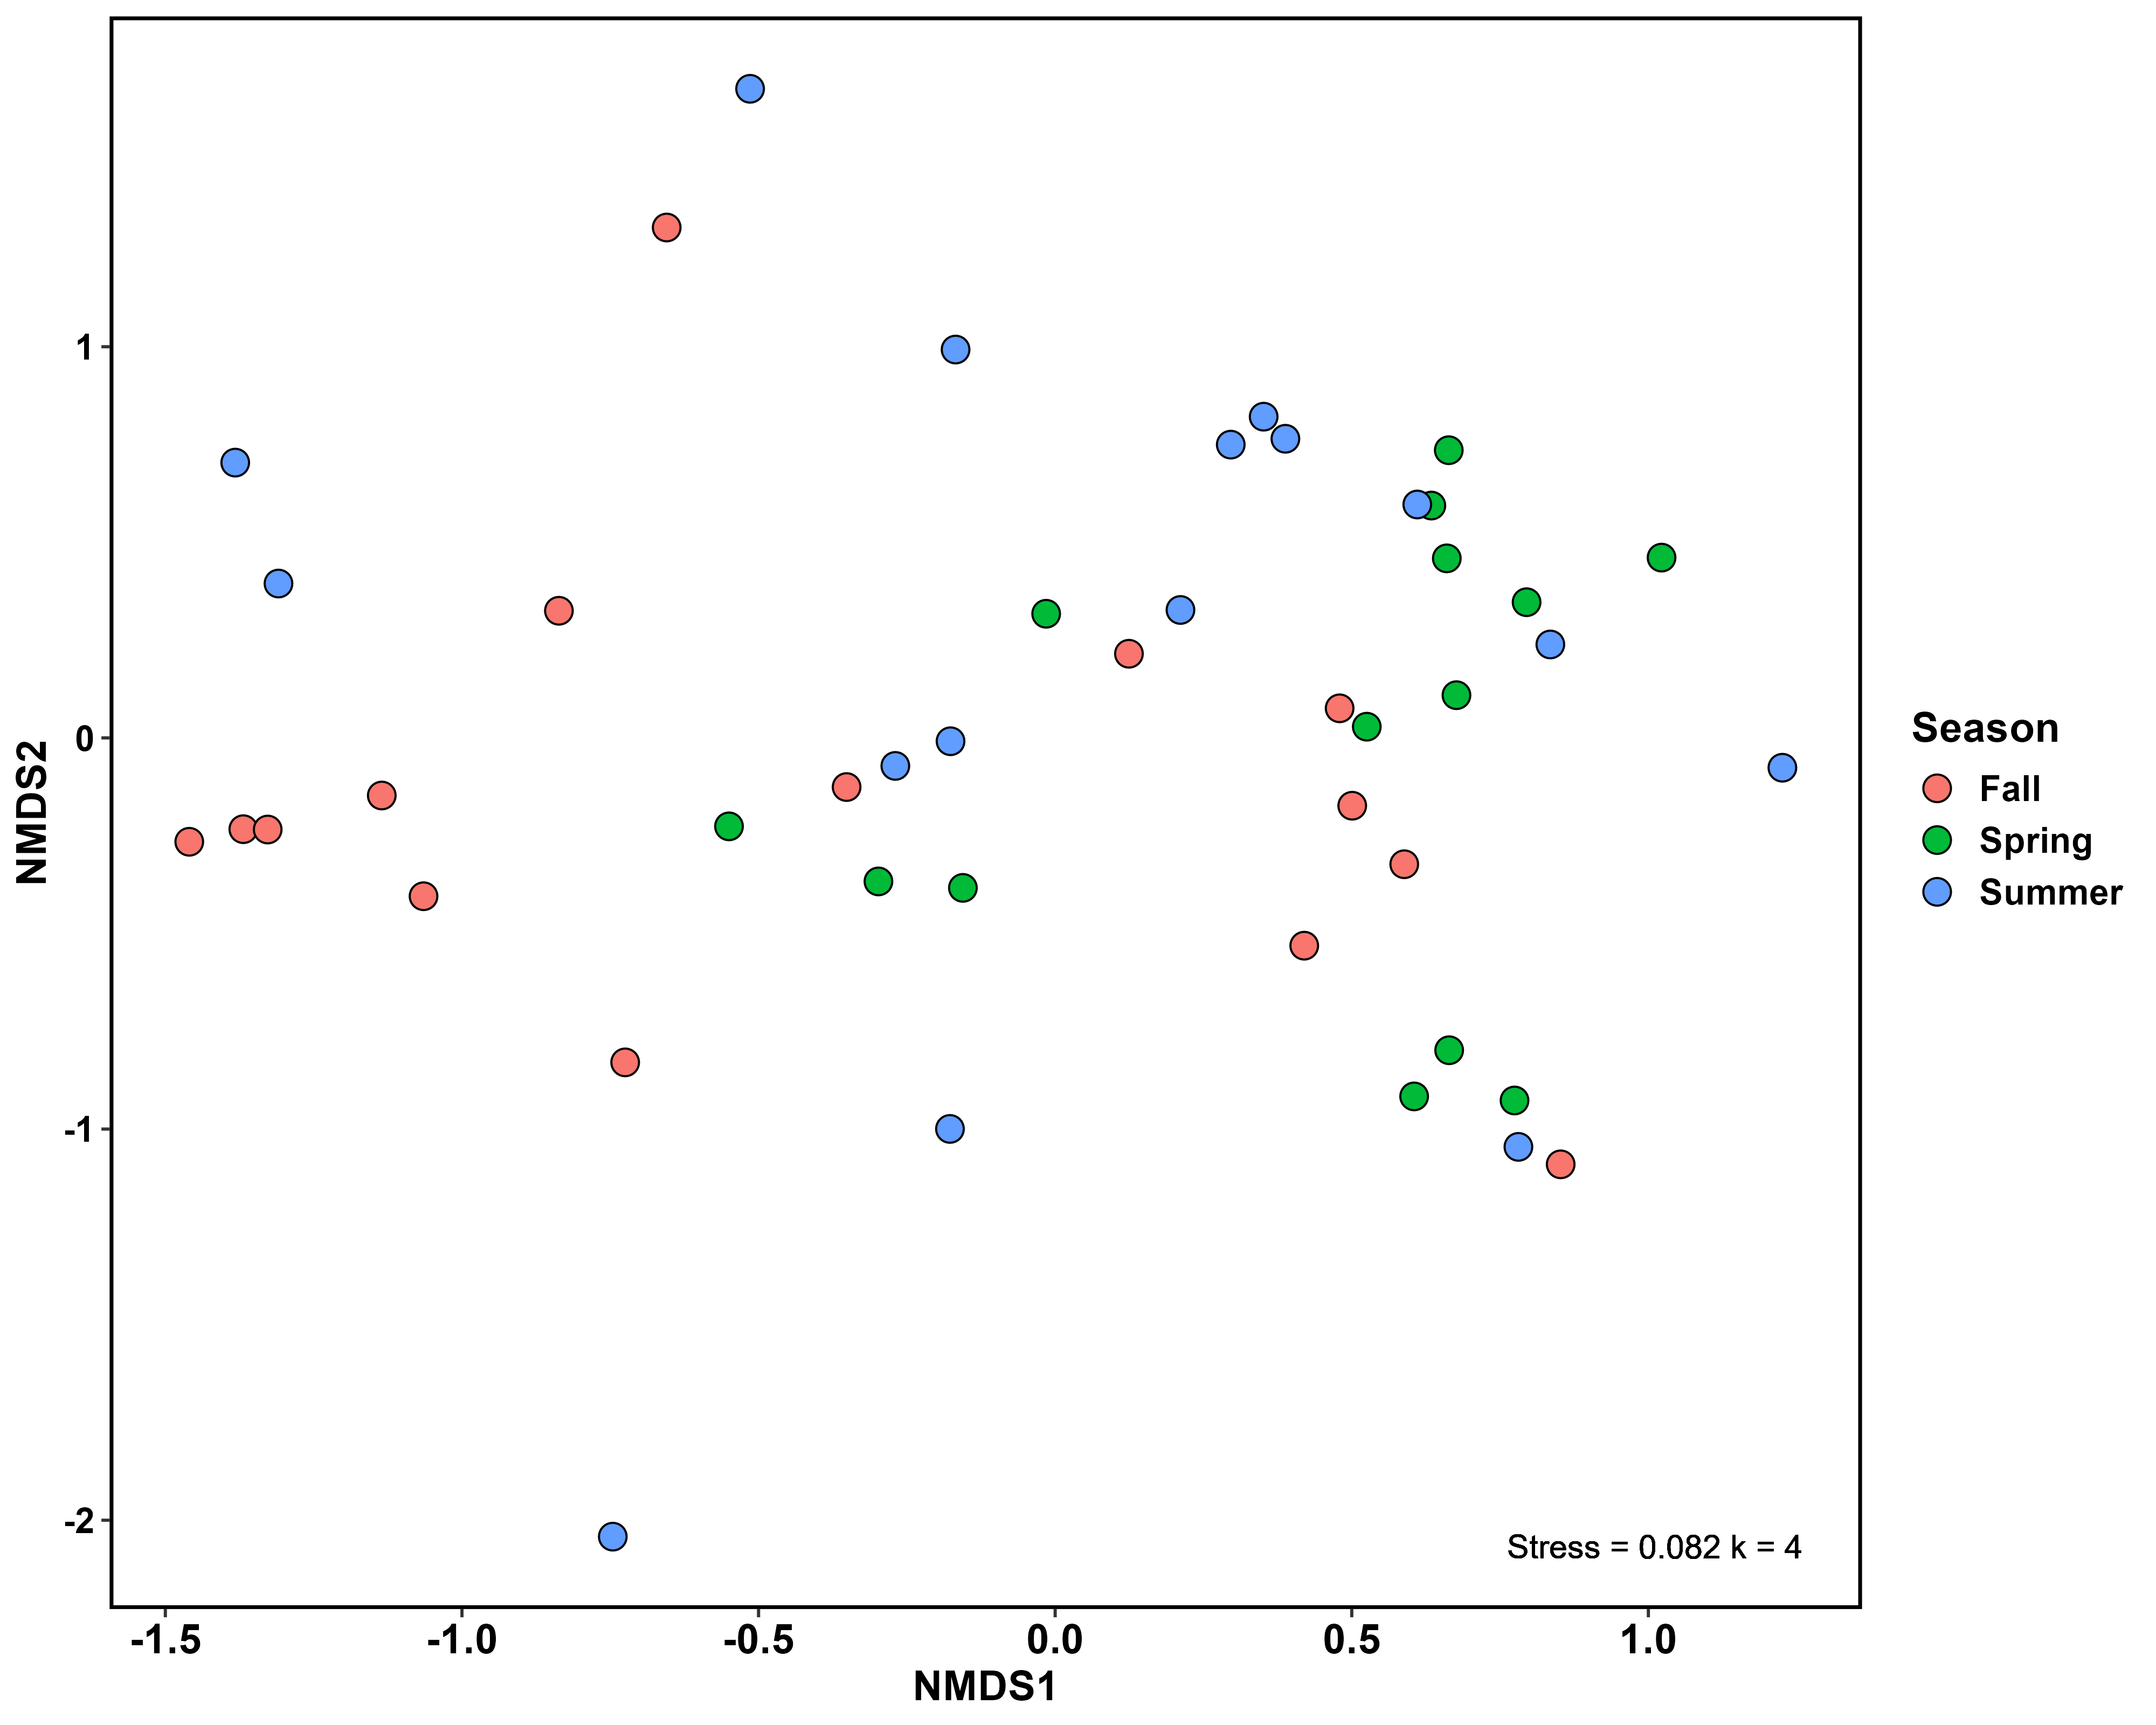 1
0
-1
-2
NMDS2
-1.5 -1.0 -0.5 0.0 0.5 1.0
NMDS1
Stress = 0.082 k = 4
Season
Fall
Spring
Summer